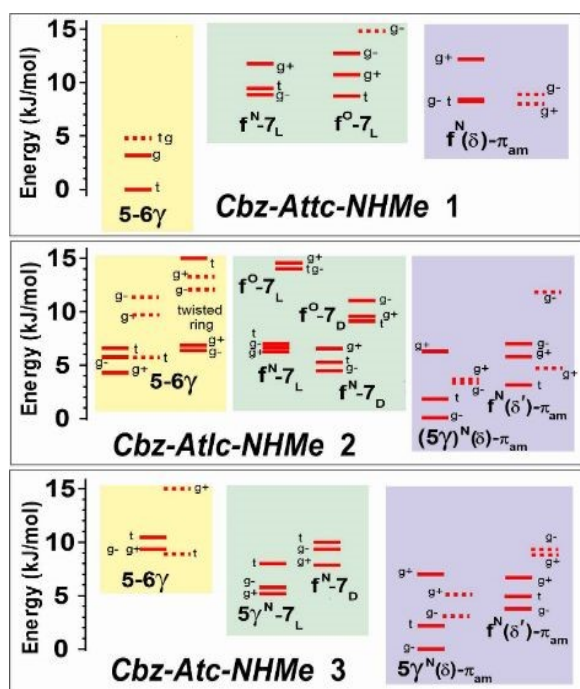 Energy (kJ/mol)
15
10
5
0
t g
g
t
5-6γ
g+
t
g-
fᴺ-7L
g-
g-
g+
t
fᴼ-7L
g+
g- t
g-
g+
fᴺ(δ)-πam
Cbz-Attc-NHMe 1
Energy (kJ/mol)
15
10
5
0
g-
g+
t
g-
g+
t
5-6γ
t
g+
g-
twisted
ring
g+
g-
g+
t g-
fᴼ-7L
fᴼ-7D
g-
g+
t
t
g-
g+
fᴺ-7L
g+
t
g-
fᴺ-7D
g+
g+
g-
t
g-
(5γ)ᴺ(δ)-πam
g-
g-
g+
g+
t
fᴺ(δ')-πam
Cbz-Atlc-NHMe 2
Energy (kJ/mol)
15
10
5
0
g+
t
g- g+
t
5-6γ
t
g-
g+
5γᴺ-7L
t
g-
g+
fᴺ-7D
g+
g+
g-
t
g-
5γᴺ(δ)-πam
g-
g+
g+
t
g-
fᴺ(δ')-πam
Cbz-Atc-NHMe 3